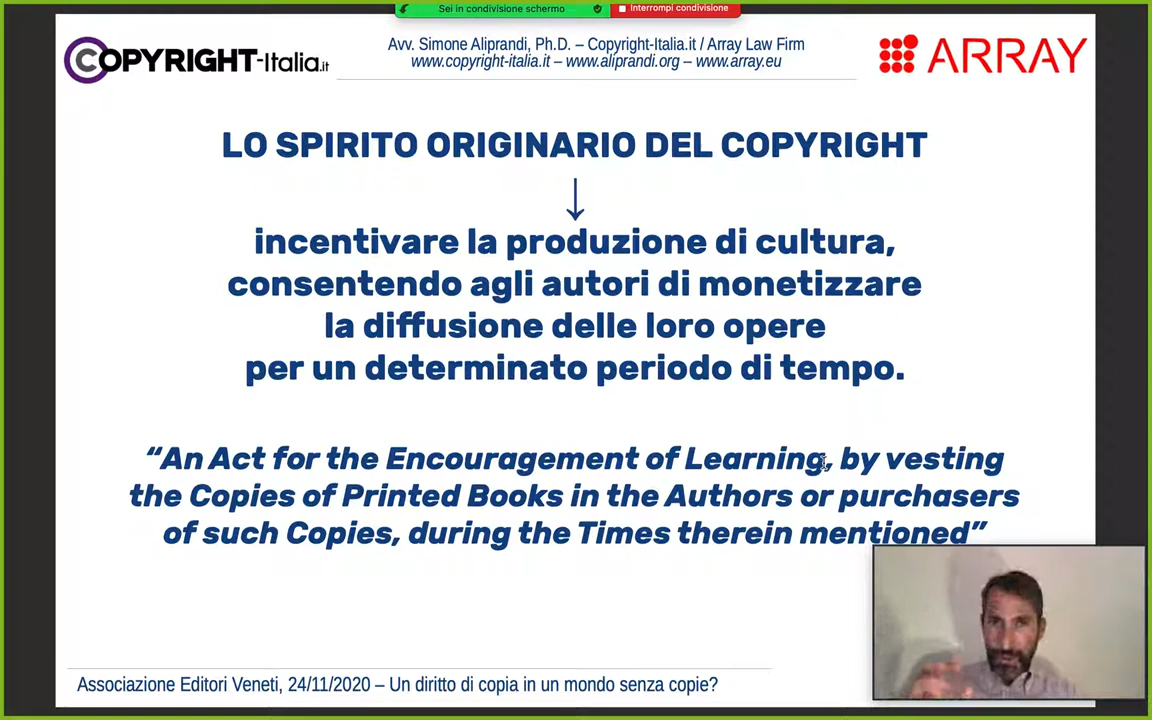 Sei in condivisione schermo
Interrompi condivisione
COPYRIGHT-Italia.it
Avv. Simone Aliprandi, Ph.D. – Copyright-Italia.it / Array Law Firm
www.copyright-italia.it – www.aliprandi.org – www.array.eu
ARRAY
LO SPIRITO ORIGINARIO DEL COPYRIGHT
↓
incentivare la produzione di cultura,
consentendo agli autori di monetizzare
la diffusione delle loro opere
per un determinato periodo di tempo.
“An Act for the Encouragement of Learning, by vesting
the Copies of Printed Books in the Authors or purchasers
of such Copies, during the Times therein mentioned”
Associazione Editori Veneti, 24/11/2020 – Un diritto di copia in un mondo senza copie?